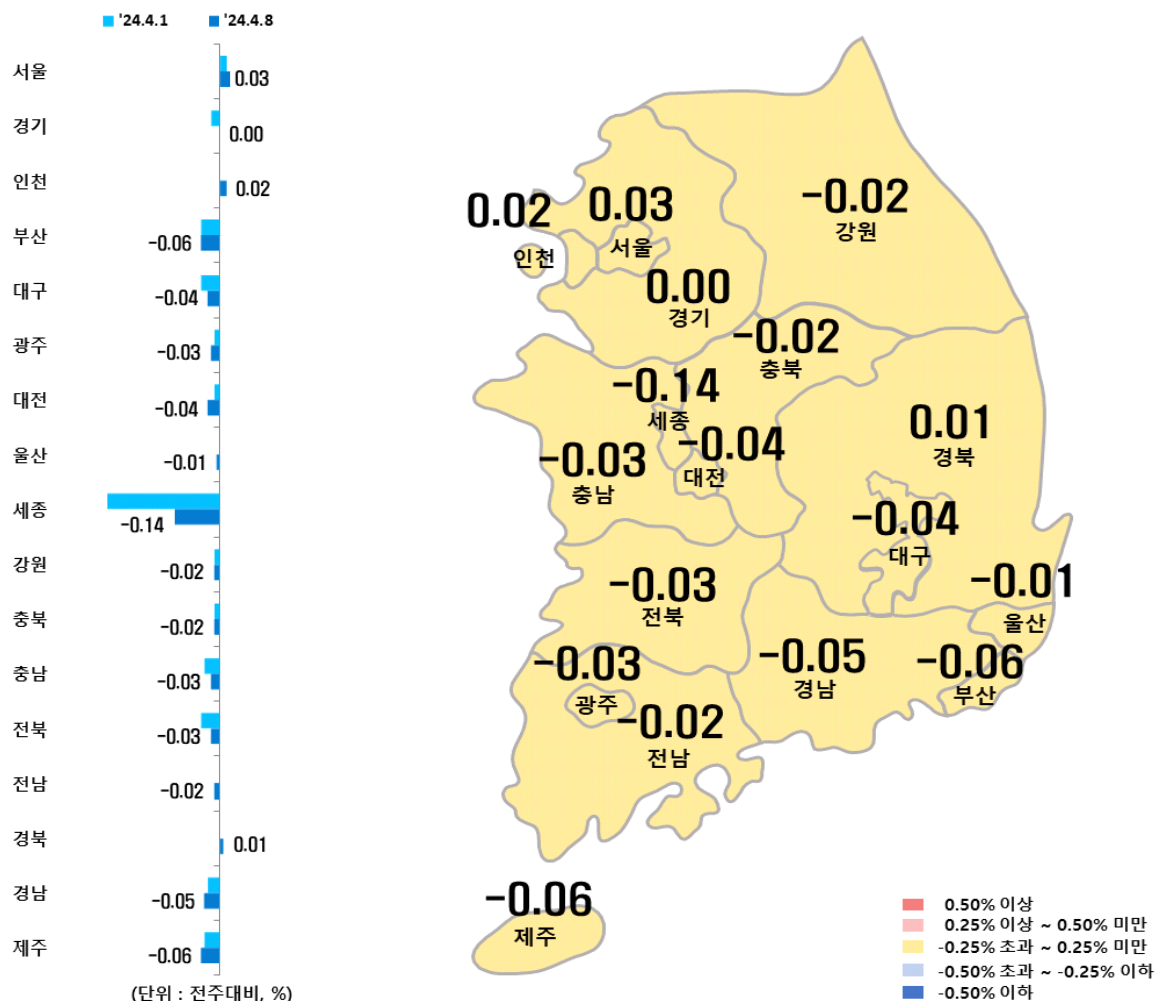 '24.4.1 '24.4.8
서울 0.03
경기 0.00
인천 0.02
부산 -0.06
대구 -0.04
광주 -0.03
대전 -0.04
울산 -0.01
세종 -0.14
강원 -0.02
충북 -0.02
충남 -0.03
전북 -0.03
전남 -0.02
경북 0.01
경남 -0.05
제주 -0.06
(단위 : 전주대비, %)
0.02
인천
0.03
서울
-0.02
강원
0.00
경기
-0.02
충북
-0.14
세종
-0.04
대전
-0.03
충남
0.01
경북
-0.04
대구
-0.01
울산
-0.03
전북
-0.05
경남
-0.06
부산
-0.03
광주
-0.02
전남
-0.06
제주
0.50% 이상
0.25% 이상 ~ 0.50% 미만
-0.25% 초과 ~ 0.25% 미만
-0.50% 초과 ~ -0.25% 이하
-0.50% 이하